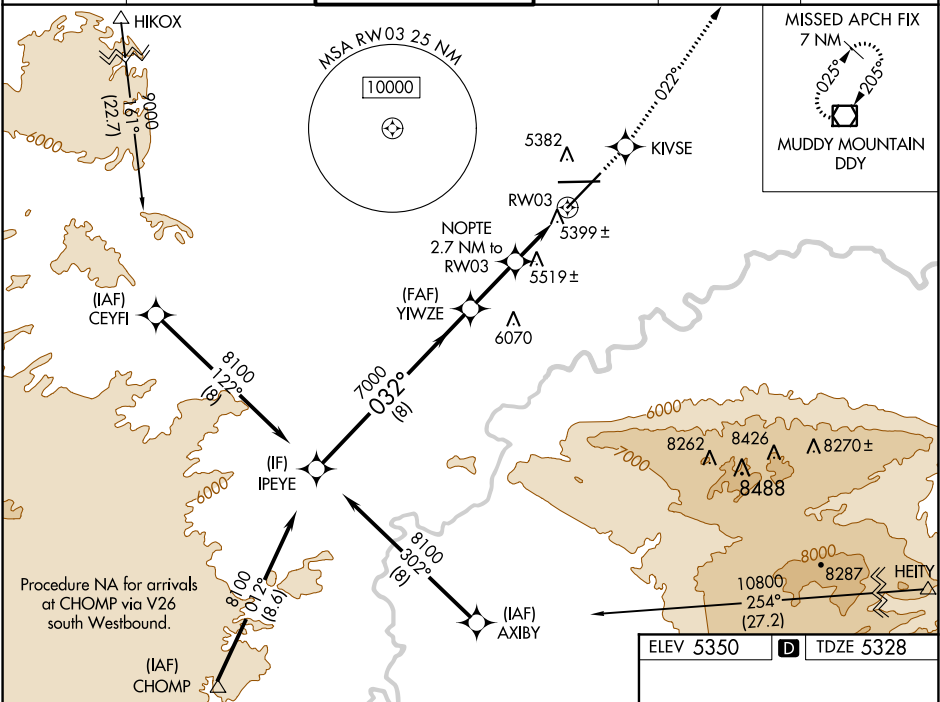 HIKOX
9000
161°
(22.7)
6000
MSA RW03 25 NM
10000
022°
MISSED APCH FIX
7 NM
025°
205°
MUDDY MOUNTAIN
DDY
5382
KIVSE
RW03
5399 ±
NOPTE
2.7 NM to
RW03
5519 ±
(FAF)
YIWZE
6070
(IAF)
CEYFI
8100
122°
(8)
7000
032°
(8)
(IF)
IPEYE
6000
6000
7000
8262
8426
8270 ±
8488
8000
8287
HEITY
10800
254°
(27.2)
8100
302°
(8)
(IAF)
AXIBY
8100
012°
(8.6)
Procedure NA for arrivals
at CHOMP via V26
south Westbound.
(IAF)
CHOMP
ELEV 5350 D TDZE 5328